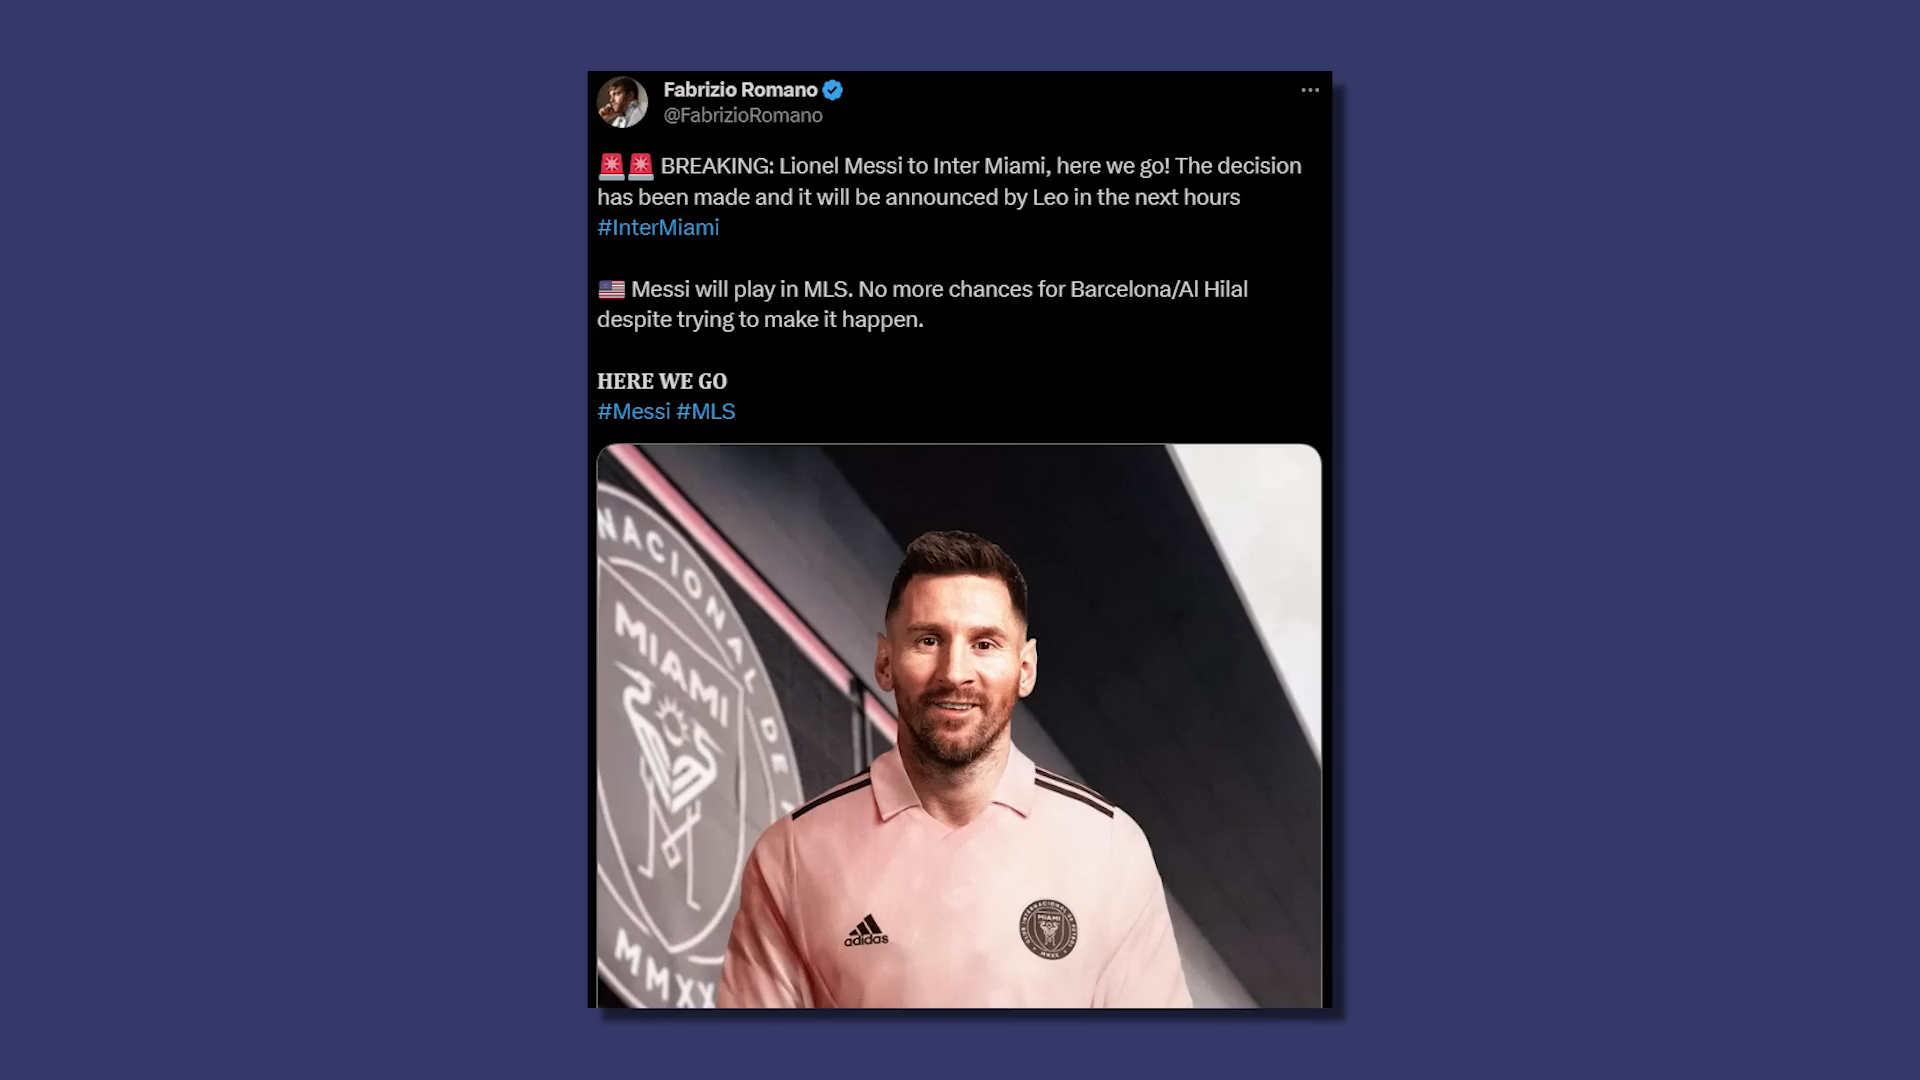 Fabrizio Romano
@FabrizioRomano
🚨🚨 BREAKING: Lionel Messi to Inter Miami, here we go! The decision
has been made and it will be announced by Leo in the next hours
#InterMiami
🇺🇸 Messi will play in MLS. No more chances for Barcelona/Al Hilal
despite trying to make it happen.
HERE WE GO
#Messi #MLS
NACIONAL DE
MIAMI
MMXX
adidas
MIAMI